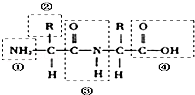 ②
R O R O
NH₂ C C N C C OH
① H H H ④
③